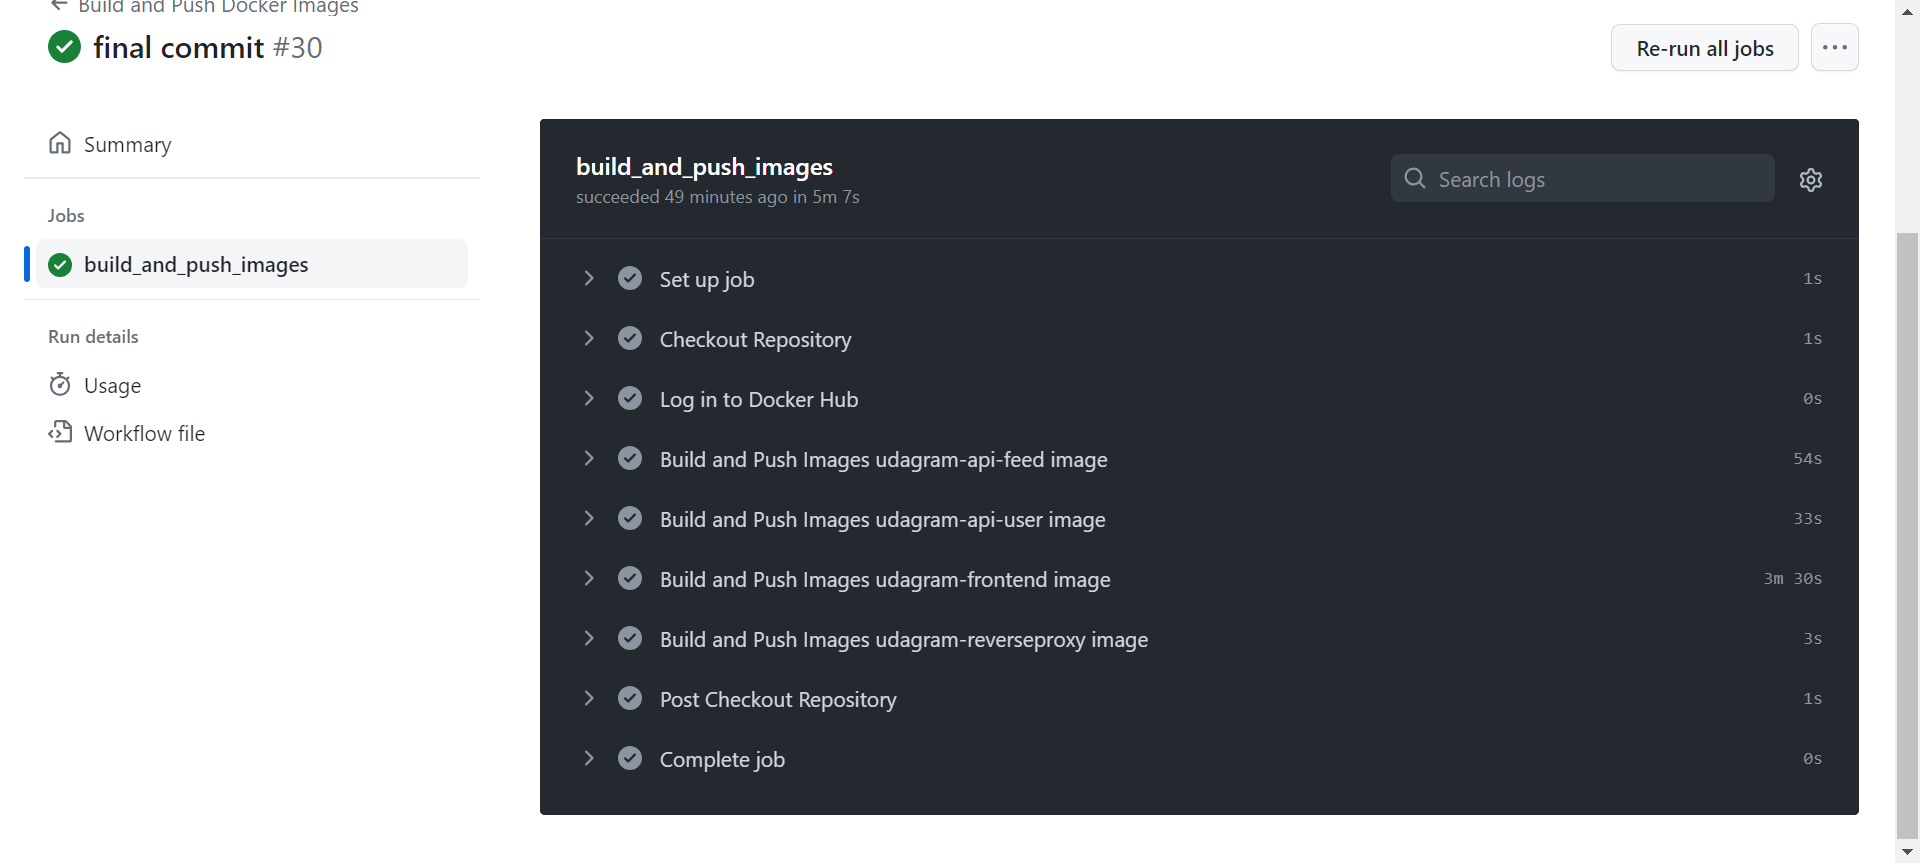 Build and Push Docker Images
final commit #30
Re-run all jobs
Summary
Jobs
build_and_push_images
Run details
Usage
Workflow file
build_and_push_images
succeeded 49 minutes ago in 5m 7s
Search logs
Set up job 1s
Checkout Repository 1s
Log in to Docker Hub 0s
Build and Push Images udagram-api-feed image 54s
Build and Push Images udagram-api-user image 33s
Build and Push Images udagram-frontend image 3m 30s
Build and Push Images udagram-reverseproxy image 3s
Post Checkout Repository 1s
Complete job 0s